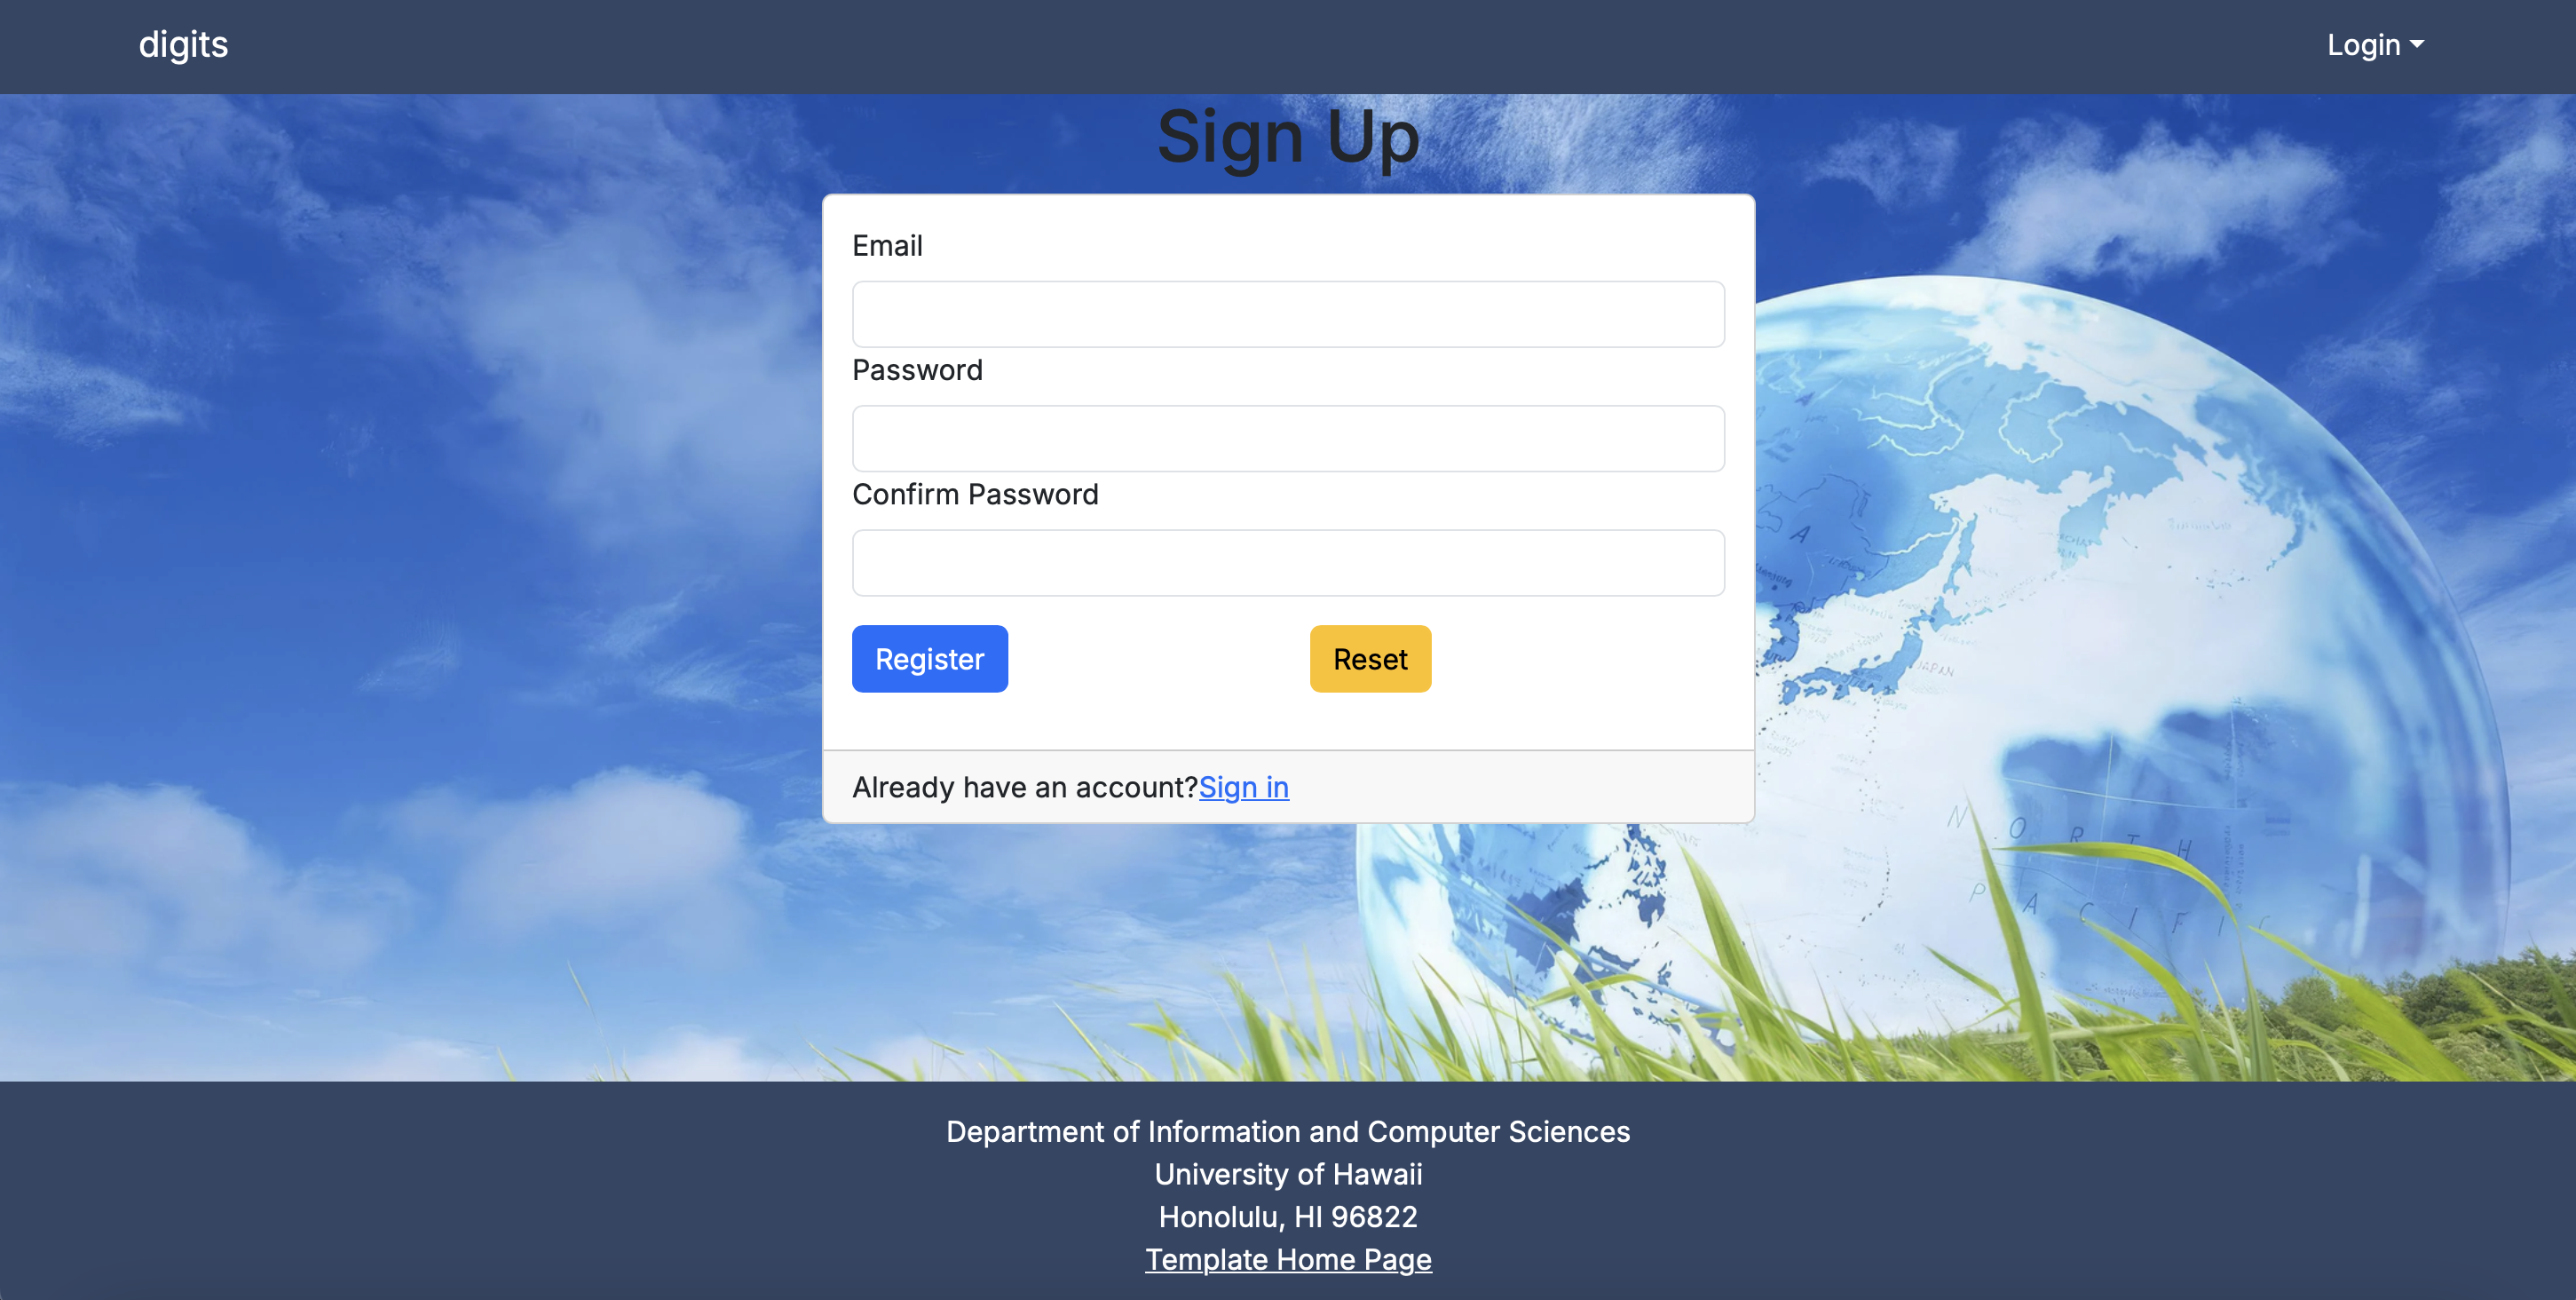 digits
Login
Sign Up
Email
Password
Confirm Password
Register
Reset
Already have an account?Sign in
JAPAN
N O R T H
P A C I F I C
Department of Information and Computer Sciences
University of Hawaii
Honolulu, HI 96822
Template Home Page